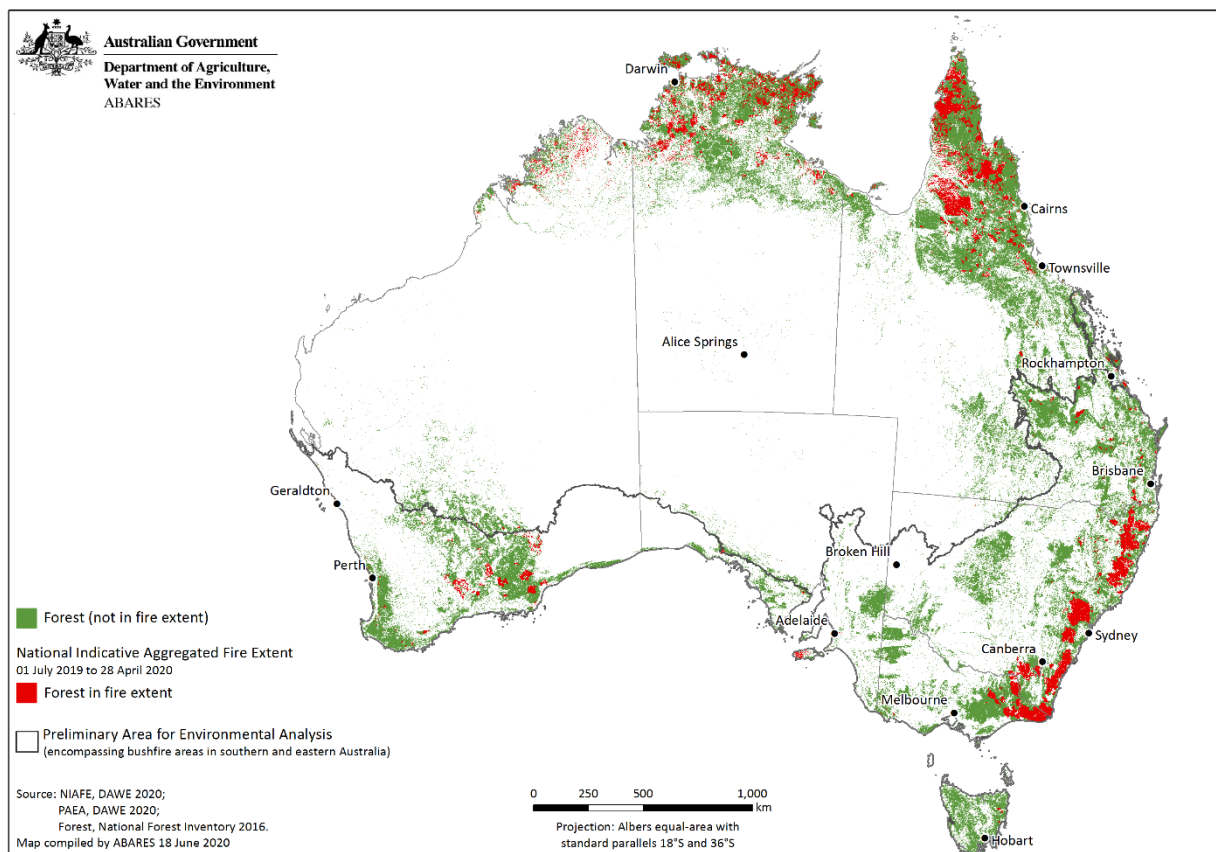 Australian Government
Department of Agriculture,
Water and the Environment
ABARES
Darwin
Cairns
Townsville
Alice Springs
Rockhampton
Brisbane
Geraldton
Broken Hill
Perth
Adelaide
Sydney
Canberra
Melbourne
Hobart
Forest (not in fire extent)
National Indicative Aggregated Fire Extent
01 July 2019 to 28 April 2020
Forest in fire extent
Preliminary Area for Environmental Analysis
(encompassing bushfire areas in southern and eastern Australia)
Source: NIAFE, DAWE 2020;
PAEA, DAWE 2020;
Forest, National Forest Inventory 2016.
Map compiled by ABARES 18 June 2020
0 250 500 1,000
km
Projection: Albers equal-area with
standard parallels 18°S and 36°S